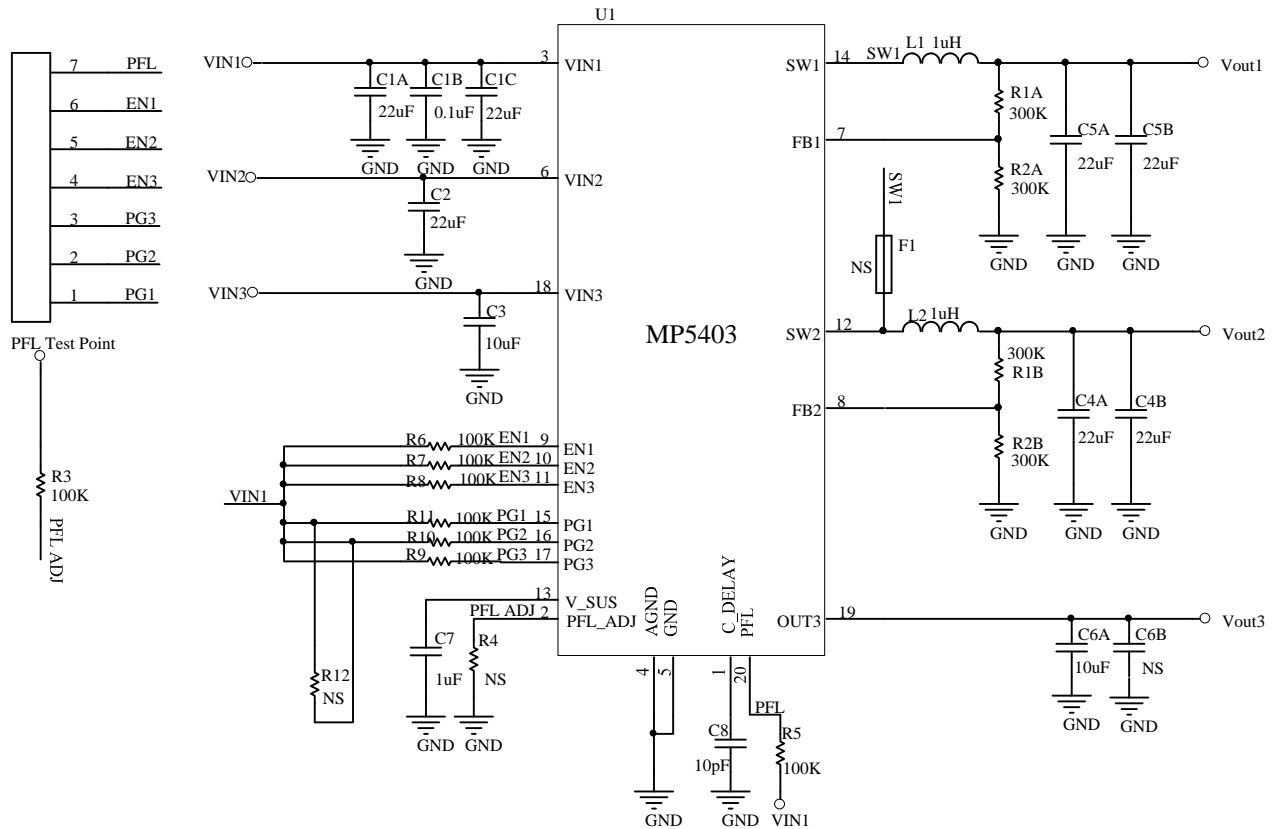 U1
7 PFL
6 EN1
5 EN2
4 EN3
3 PG3
2 PG2
1 PG1
PFL Test Point
R3
100K
PFL ADJ
VIN1
3
VIN1
C1A
22uF
C1B
0.1uF
C1C
22uF
GND
GND
GND
VIN2
6
VIN2
C2
22uF
GND
VIN3
18
VIN3
C3
10uF
GND
VIN1
R6 100K EN1 9 EN1
R7 100K EN2 10 EN2
R8 100K EN3 11 EN3
R11 100K PG1 15 PG1
R10 100K PG2 16 PG2
R9 100K PG3 17 PG3
R12
NS
13 V_SUS
PFL ADJ 2 PFL_ADJ
C7
1uF
GND
R4
NS
GND
MP5403
AGND
GND
4
5
GND
C_DELAY
PFL
1
20
PFL
C8
10pF
GND
R5
100K
VIN1
SW1
14
SW1
L1 1uH
Vout1
R1A
300K
FB1
7
R2A
300K
GND
C5A
22uF
GND
C5B
22uF
GND
SW1
F1
NS
SW2
12
L2 1uH
Vout2
300K
R1B
FB2
8
R2B
300K
GND
C4A
22uF
GND
C4B
22uF
GND
OUT3
19
Vout3
C6A
10uF
GND
C6B
NS
GND